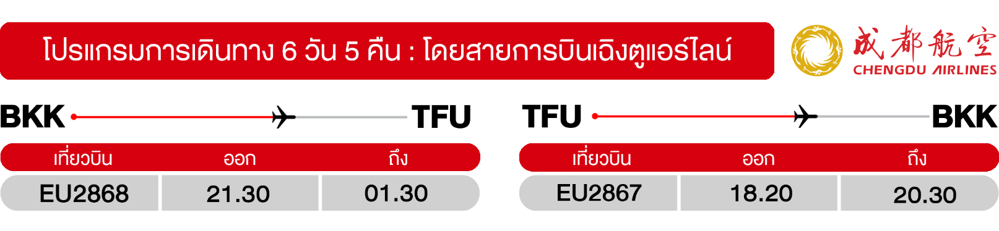 โปรแกรมการเดินทาง 6 วัน 5 คืน : โดยสายการบินเฉิงตูแอร์ไลน์
成都航空
CHENGDU AIRLINES
BKK TFU
เที่ยวบิน ออก ถึง
EU2868 21.30 01.30
TFU BKK
เที่ยวบิน ออก ถึง
EU2867 18.20 20.30